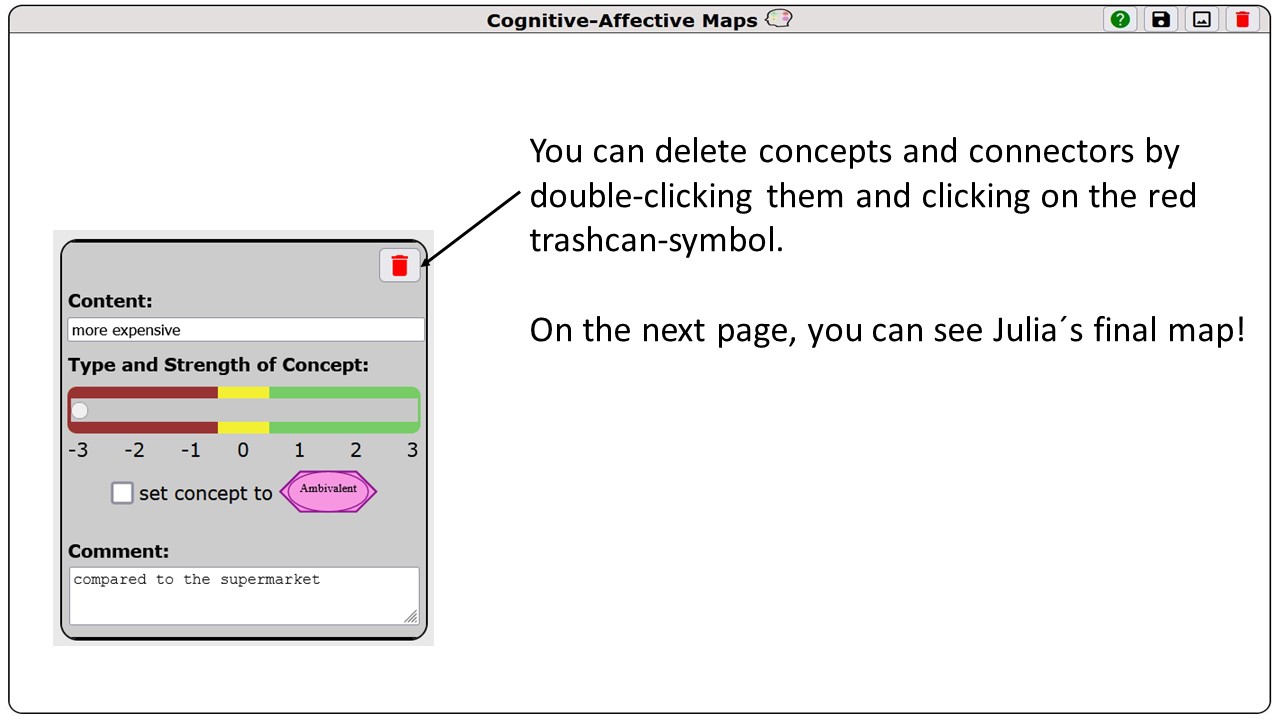 Cognitive-Affective Maps
You can delete concepts and connectors by
double-clicking them and clicking on the red
trashcan-symbol.
On the next page, you can see Julia´s final map!
Content:
more expensive
Type and Strength of Concept:
-3 -2 -1 0 1 2 3
set concept to Ambivalent
Comment:
compared to the supermarket